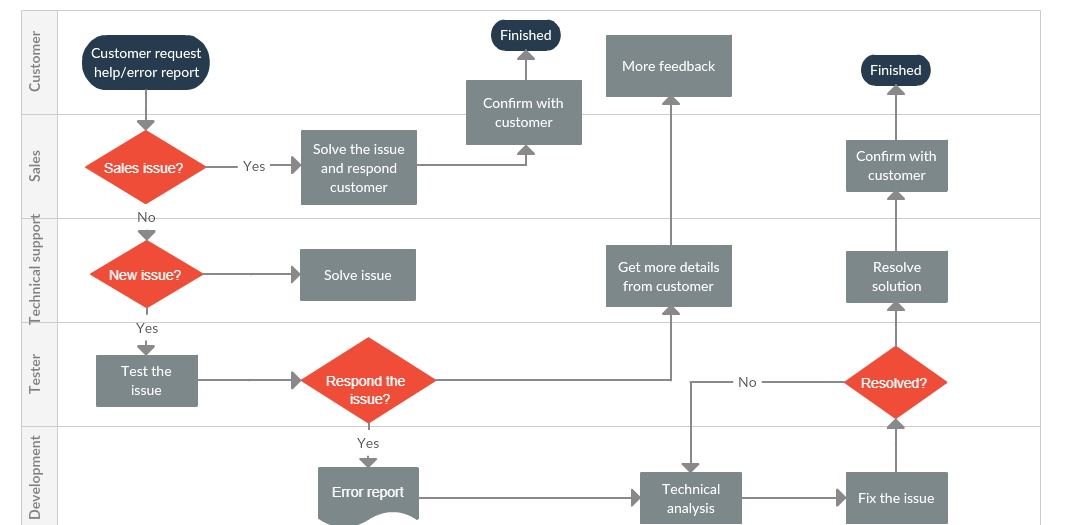 Customer
Customer request
help/error report
Finished
Confirm with
customer
More feedback
Finished
Sales
Sales issue?
Yes
Solve the issue
and respond
customer
Confirm with
customer
No
Technical support
New issue?
Solve issue
Get more details
from customer
Resolve
solution
Yes
Tester
Test the
issue
Respond the
issue?
No
Resolved?
Yes
Development
Error report
Technical
analysis
Fix the issue